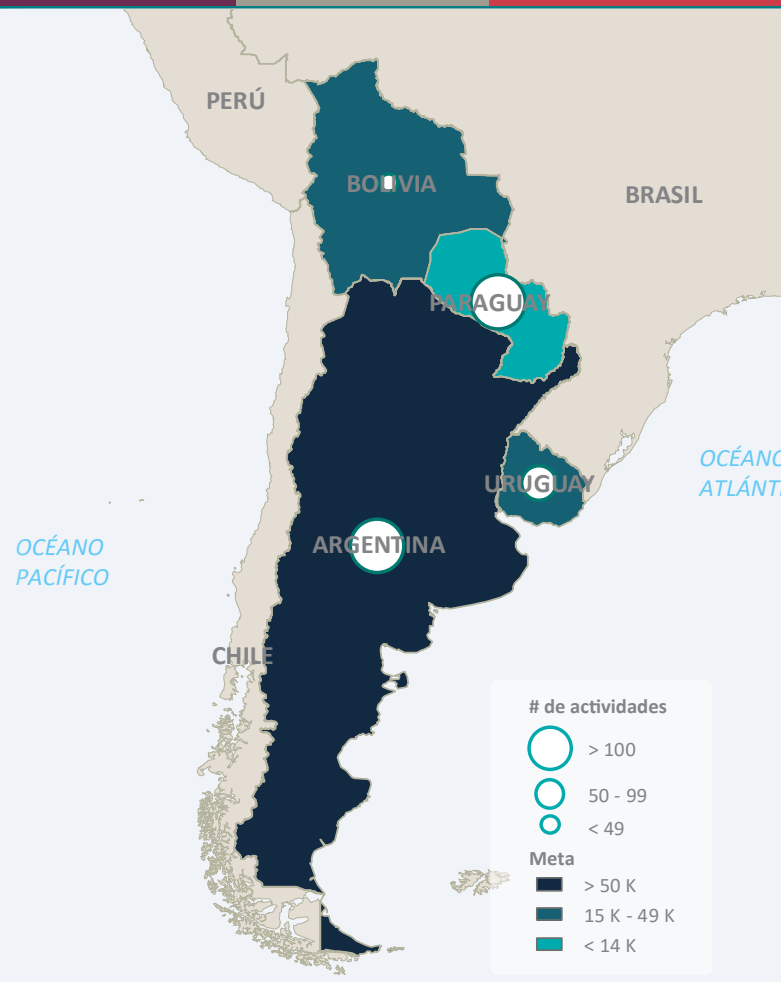 PERÚ
BOLIVIA
BRASIL
PARAGUAY
OCÉANO
ATLÁNT
URUGUAY
ARGENTINA
OCÉANO
PACÍFICO
CHILE
# de actividades
> 100
50 - 99
< 49
Meta
> 50 K
15 K - 49 K
< 14 K